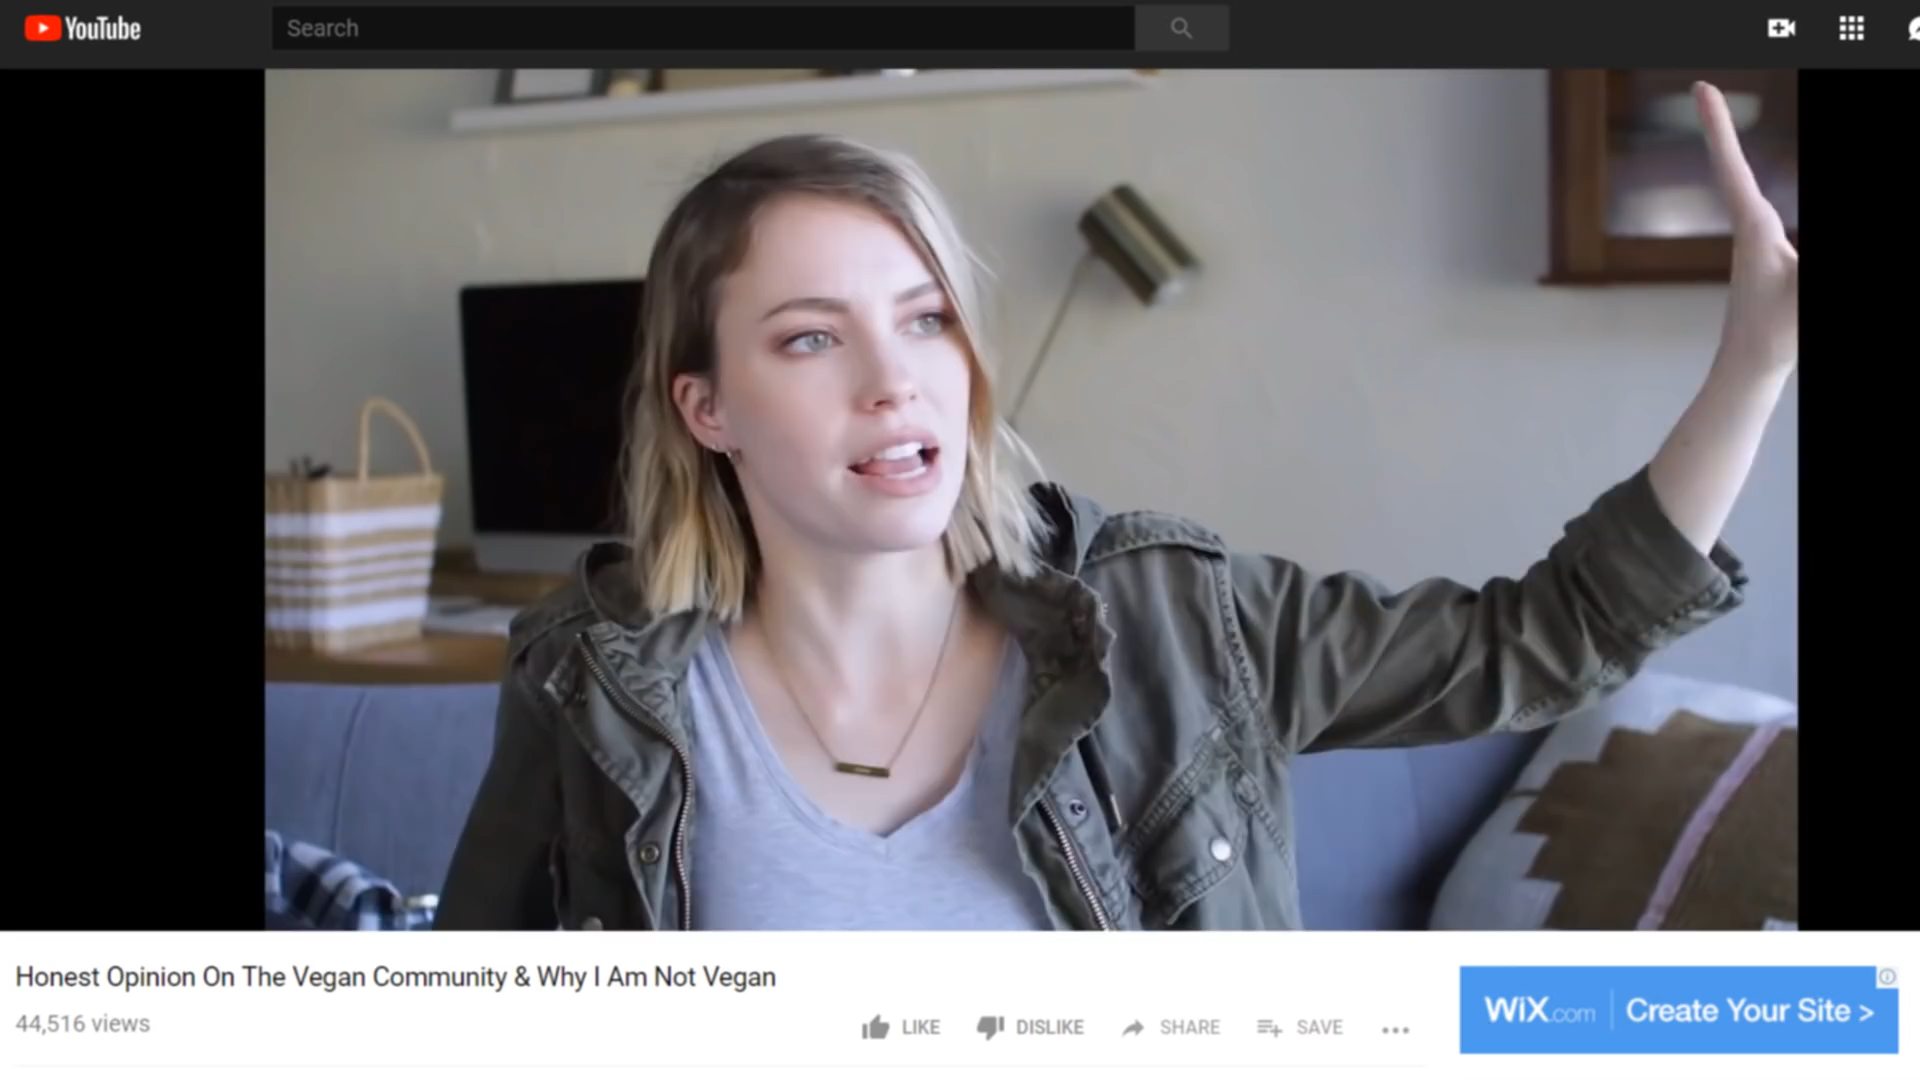 YouTube
Search
Honest Opinion On The Vegan Community & Why I Am Not Vegan
44,516 views
LIKE
DISLIKE
SHARE
SAVE
WiX.com
Create Your Site >